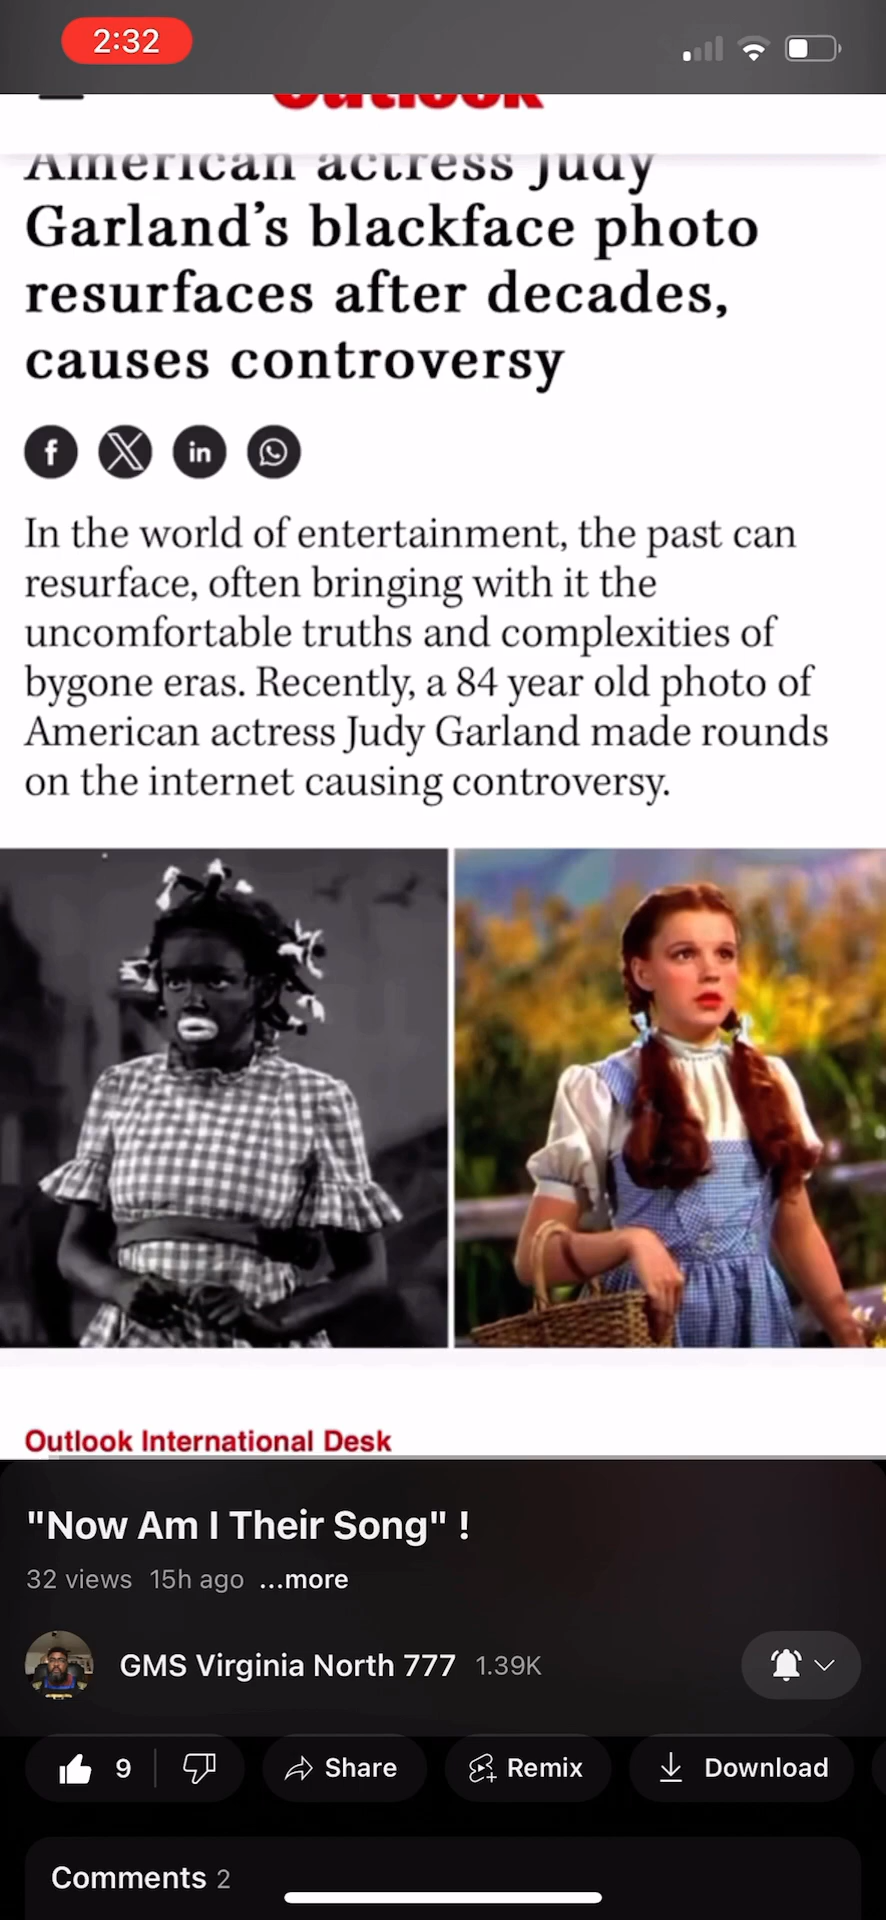 2:32
Outlook
American actress Judy
Garland's blackface photo
resurfaces after decades,
causes controversy
In the world of entertainment, the past can
resurface, often bringing with it the
uncomfortable truths and complexities of
bygone eras. Recently, a 84 year old photo of
American actress Judy Garland made rounds
on the internet causing controversy.
Outlook International Desk
"Now Am I Their Song" !
32 views 15h ago ...more
GMS Virginia North 777 1.39K
9 Share Remix Download
Comments 2